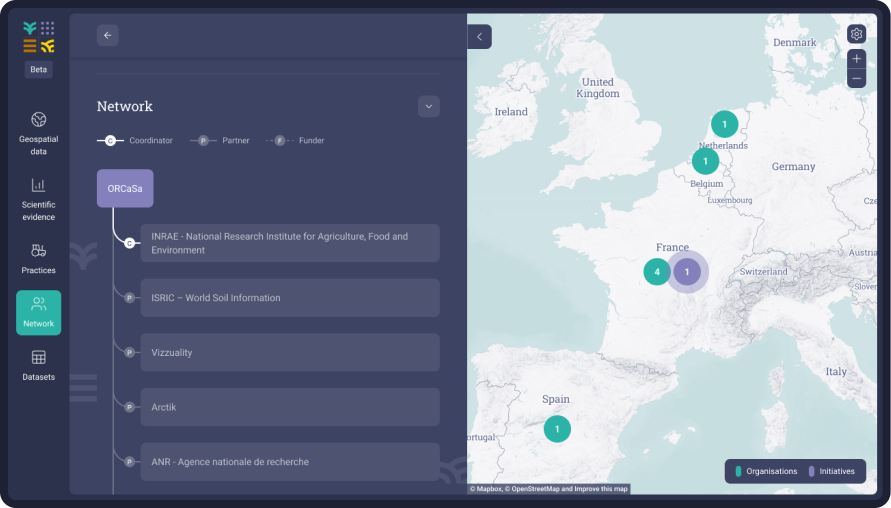 Beta
Geospatial
data
Scientific
evidence
Practices
Network
Datasets
Network
C Coordinator P Partner F Funder
ORCaSa
C INRAE - National Research Institute for Agriculture, Food and
Environment
P ISRIC – World Soil Information
P Vizzuality
P Arctik
P ANR - Agence nationale de recherche
Denmark
United
Kingdom
Ireland
1
Netherlands
1
Germany
Belgium
Luxembourg
Cze
France
4
1
Switzerland
Austria
Sloven
Italy
Spain
1
ortugal
Organisations
Initiatives
© Mapbox, © OpenStreetMap and Improve this map